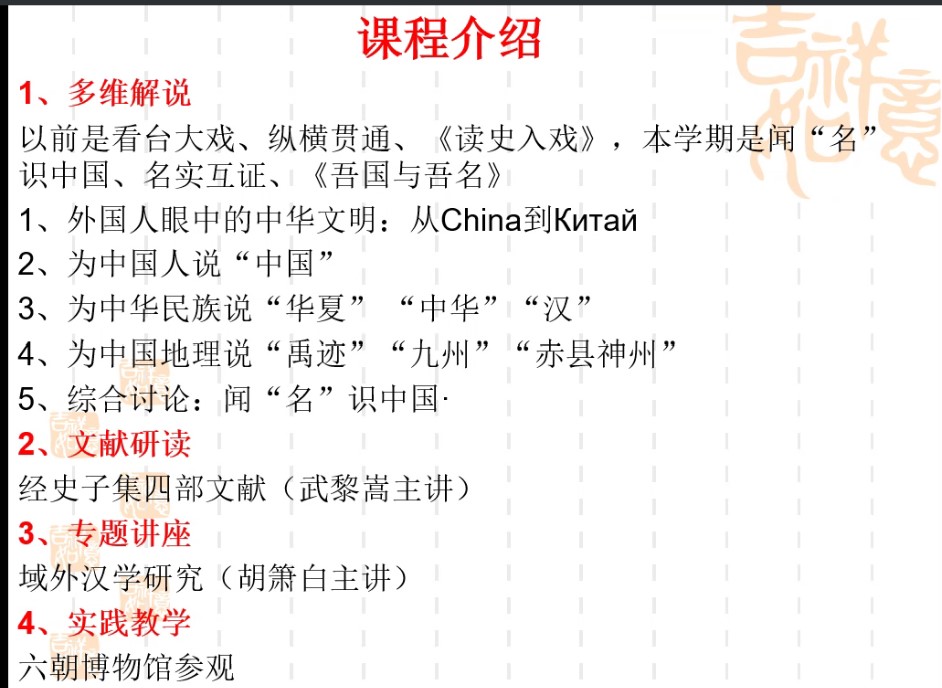 课程介绍
吉祥如意
1、多维解说
以前是看台大戏、纵横贯通、《读史入戏》，本学期是闻“名”
识中国、名实互证、《吾国与吾名》
1、外国人眼中的中华文明：从China到Китай
2、为中国人说“中国”
3、为中华民族说“华夏” “中华”“汉”
4、为中国地理说“禹迹”“九州”“赤县神州”
5、综合讨论：闻“名”识中国·
2、文献研读
经史子集四部文献（武黎嵩主讲）
3、专题讲座
域外汉学研究（胡箫白主讲）
4、实践教学
六朝博物馆参观